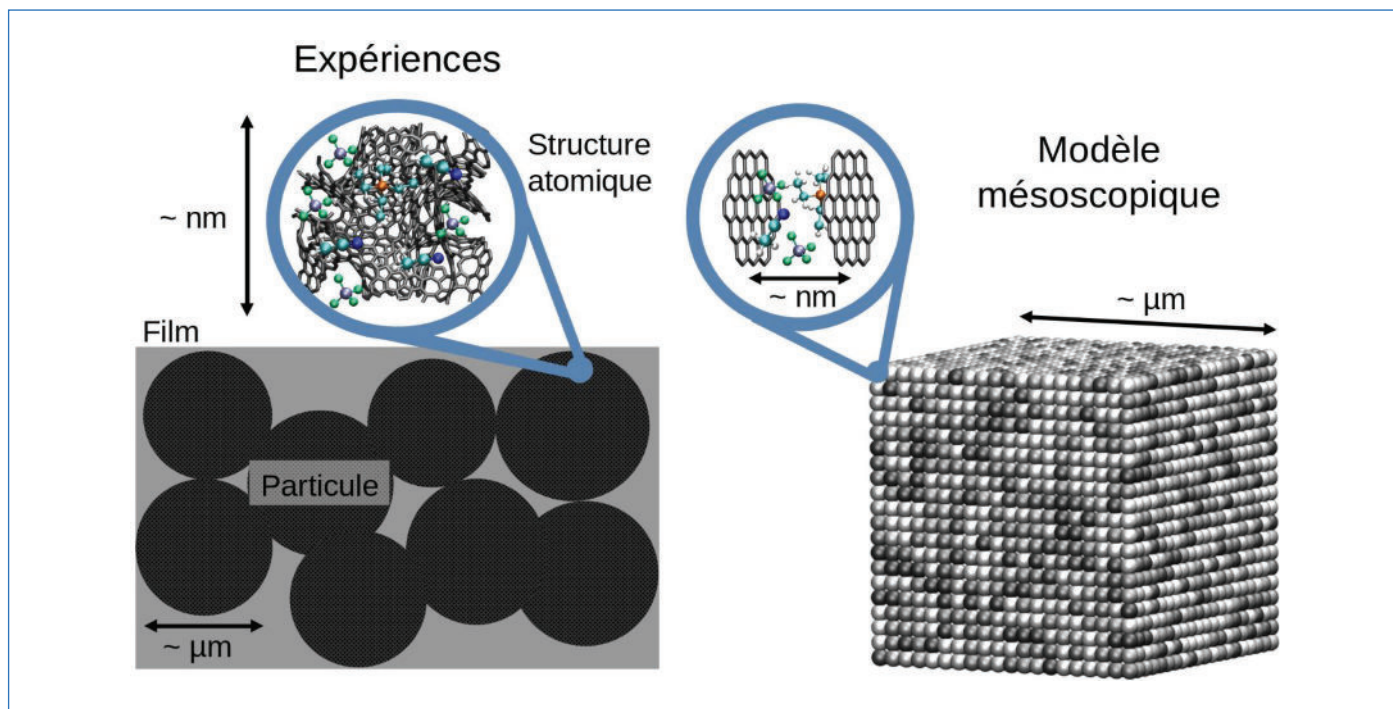 Expériences
Structure
atomique
~ nm
Film
Particule
~ µm
Modèle
mésoscopique
~ nm
~ µm